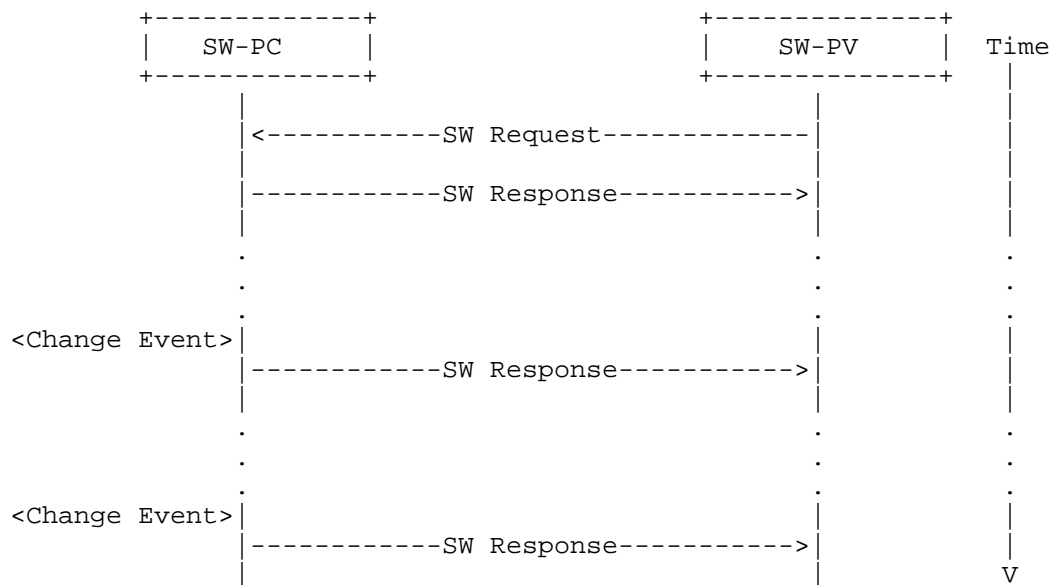 SW-PC SW-PV Time
SW Request
SW Response
<Change Event>
SW Response
<Change Event>
SW Response
V